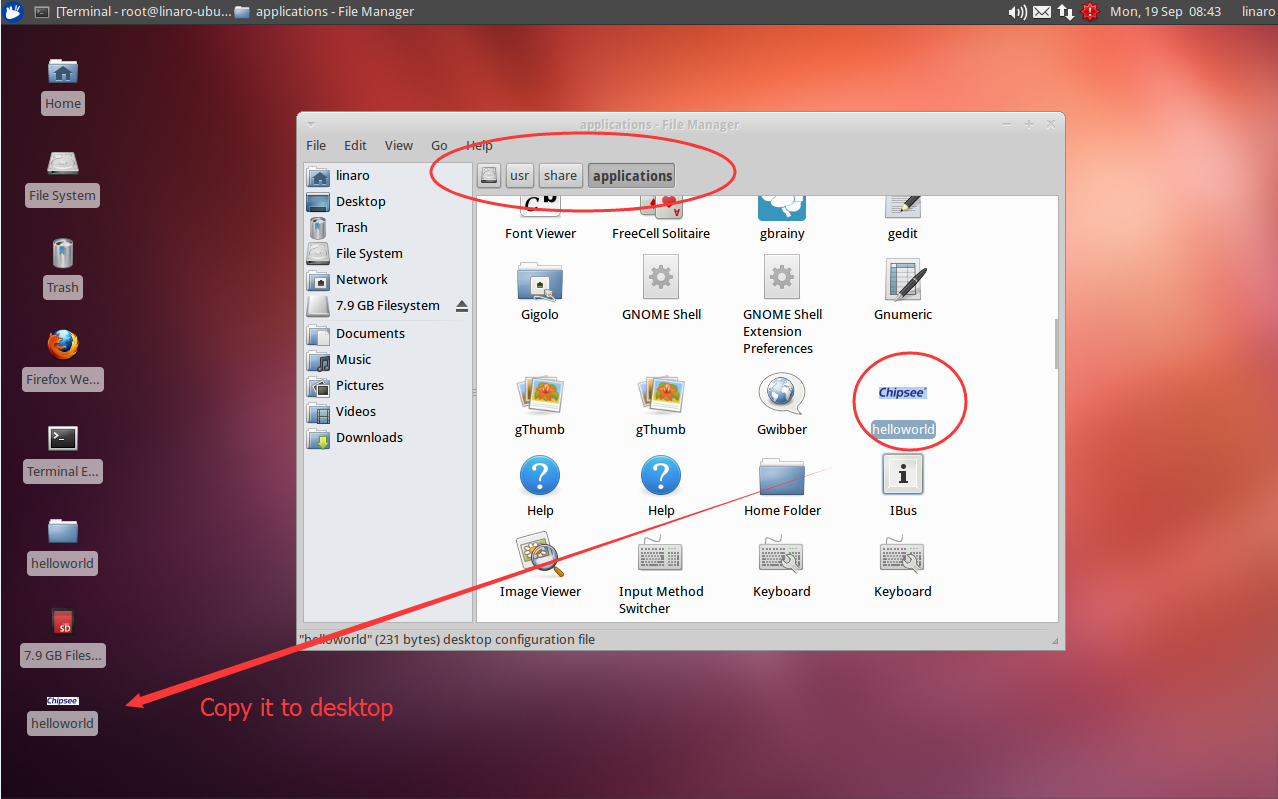 [Terminal - root@linaro-ubu... applications - File Manager
Mon, 19 Sep 08:43 linaro
Home
File System
Trash
Firefox We...
Terminal E...
helloworld
SD
7.9 GB Files...
Chipsee
helloworld
applications - File Manager
File Edit View Go Help
usr share applications
linaro
Desktop
Trash
File System
Network
7.9 GB Filesystem
Documents
Music
Pictures
Videos
Downloads
Font Viewer
FreeCell Solitaire
gbrainy
gedit
Gigolo
GNOME Shell
GNOME Shell
Extension
Preferences
Gnumeric
gThumb
gThumb
Gwibber
Chipsee
helloworld
Help
Help
Home Folder
IBus
Image Viewer
Input Method
Switcher
Keyboard
Keyboard
"helloworld" (231 bytes) desktop configuration file
Copy it to desktop